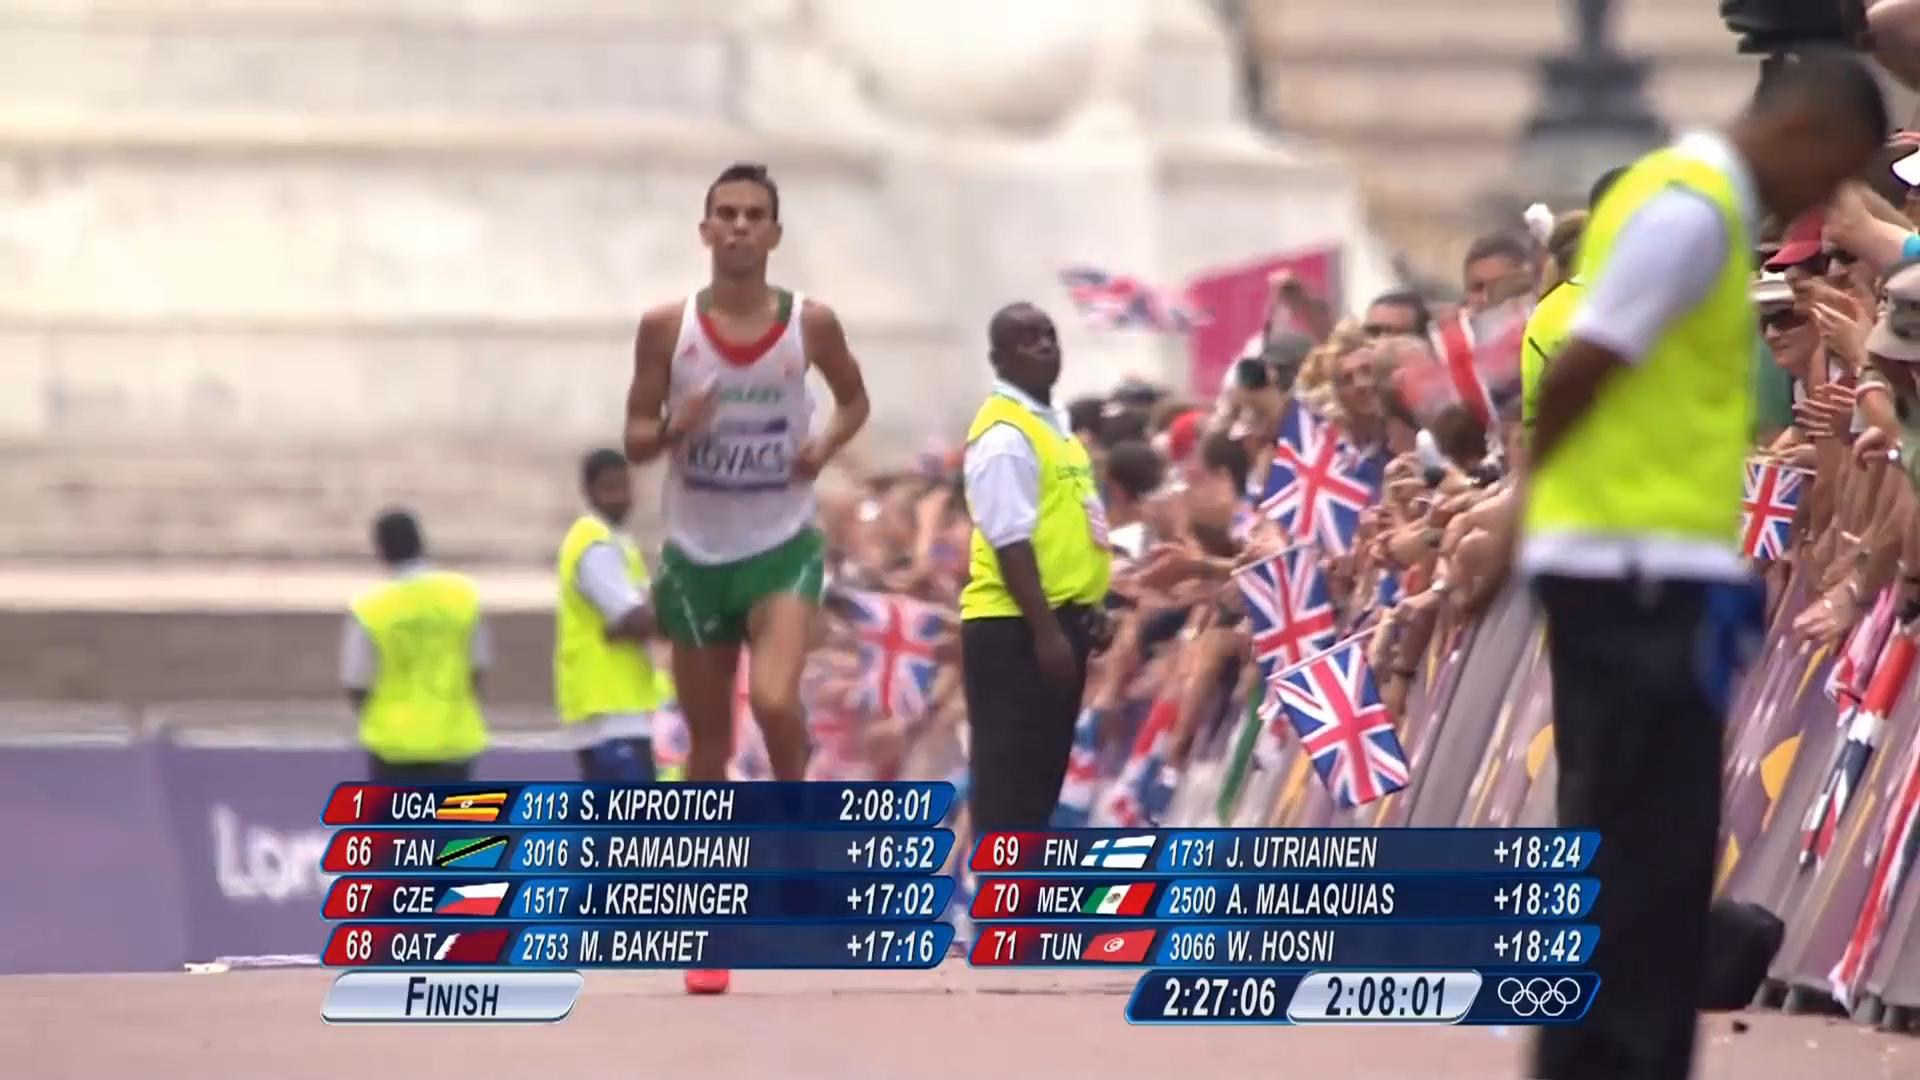 KOVACS
1 UGA 3113 S. KIPROTICH 2:08:01
66 TAN 3016 S. RAMADHANI +16:52
67 CZE 1517 J. KREISINGER +17:02
68 QAT 2753 M. BAKHET +17:16
69 FIN 1731 J. UTRIAINEN +18:24
70 MEX 2500 A. MALAQUIAS +18:36
71 TUN 3066 W. HOSNI +18:42
FINISH
2:27:06 2:08:01